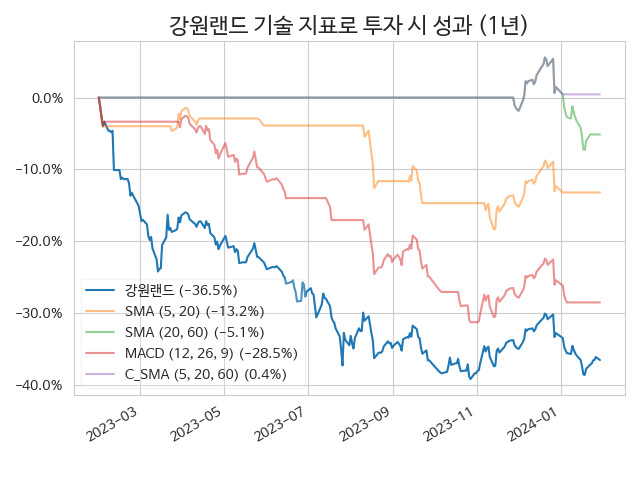 강원랜드 기술 지표로 투자 시 성과 (1년)
0.0%
−10.0%
−20.0%
−30.0%
−40.0%
강원랜드 (−36.5%)
SMA (5, 20) (−13.2%)
SMA (20, 60) (−5.1%)
MACD (12, 26, 9) (−28.5%)
C_SMA (5, 20, 60) (0.4%)
2023−03
2023−05
2023−07
2023−09
2023−11
2024−01